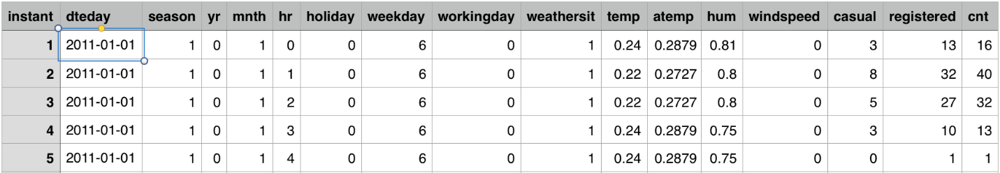 instant dteday season yr mnth hr holiday weekday workingday weathersit temp atemp hum windspeed casual registered cnt
1 2011-01-01 1 0 1 0 0 6 0 1 0.24 0.2879 0.81 0 3 13 16
2 2011-01-01 1 0 1 1 0 6 0 1 0.22 0.2727 0.8 0 8 32 40
3 2011-01-01 1 0 1 2 0 6 0 1 0.22 0.2727 0.8 0 5 27 32
4 2011-01-01 1 0 1 3 0 6 0 1 0.24 0.2879 0.75 0 3 10 13
5 2011-01-01 1 0 1 4 0 6 0 1 0.24 0.2879 0.75 0 0 1 1